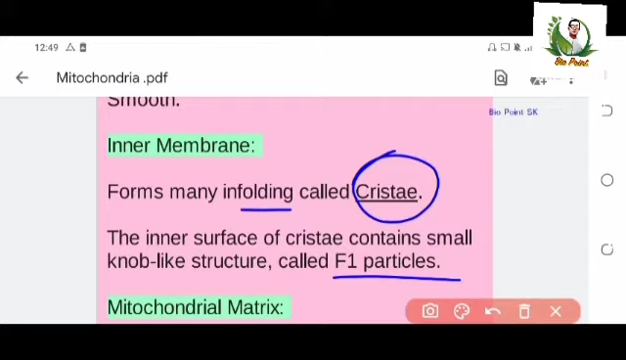 12:49
Bio Point
Mitochondria .pdf
Smooth.
Bio Point SK
Inner Membrane:
Forms many infolding called Cristae.
The inner surface of cristae contains small
knob-like structure, called F1 particles.
Mitochondrial Matrix: